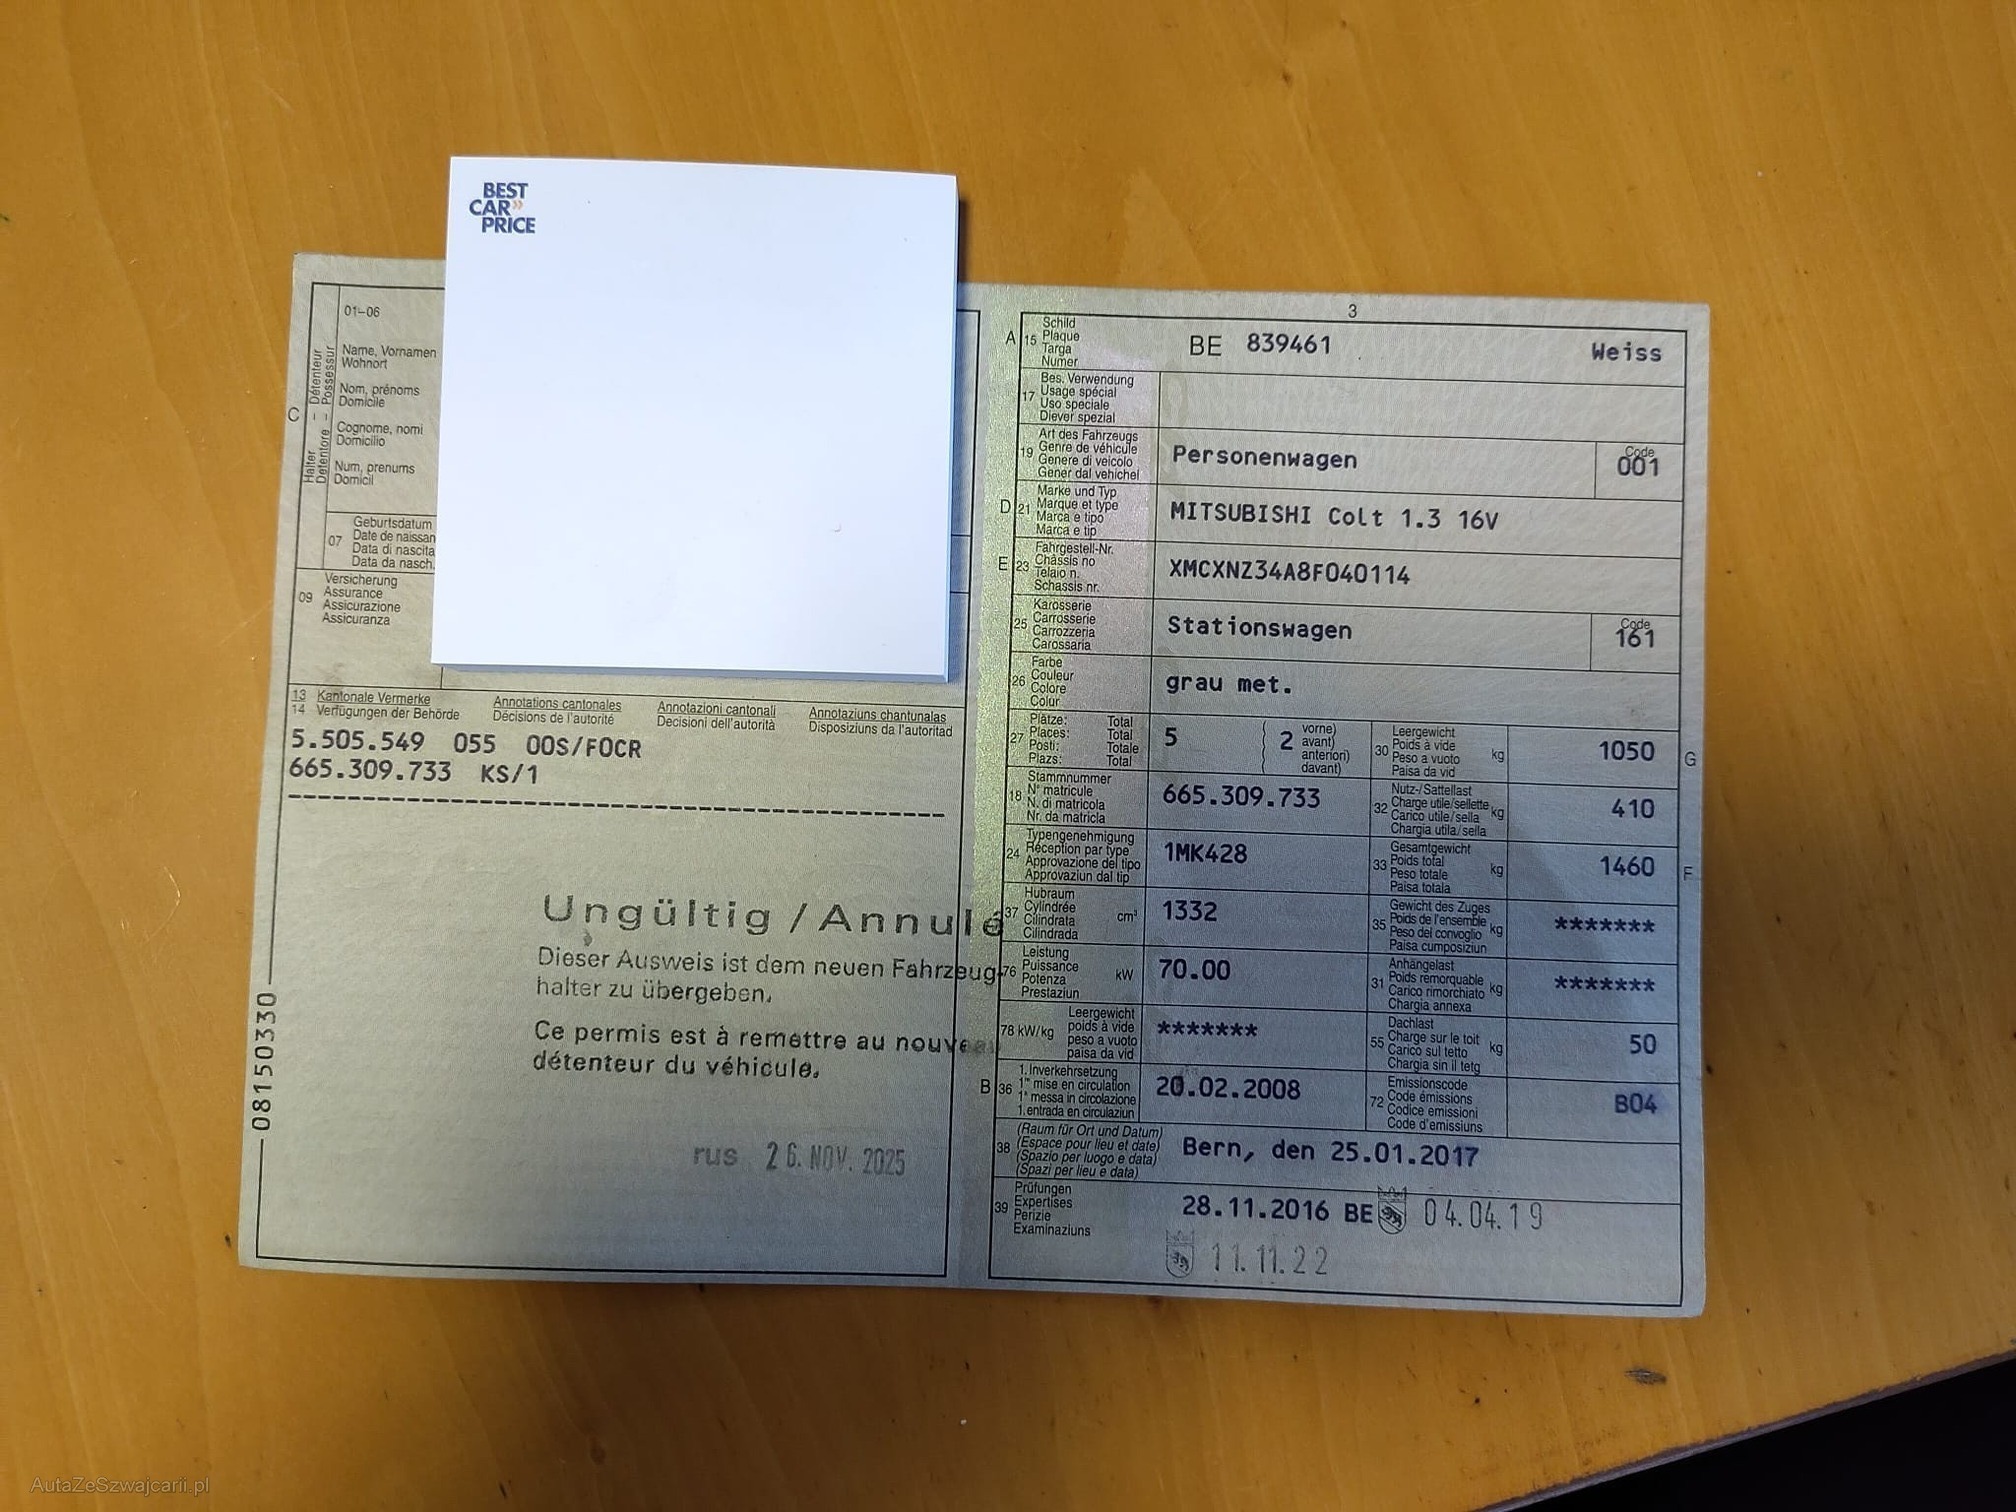 BEST
CAR»
PRICE
01–06
Halter – Détenteur
Detentore – Possessur
C
Name, Vornamen
Wohnort
Nom, prénoms
Domicile
Cognome, nomi
Domicilio
Num, prenums
Domicil
07
Geburtsdatum
Date de naissan
Data di nascita
Data da nasch.
09
Versicherung
Assurance
Assicurazione
Assicuranza
13 Kantonale Vermerke Annotations cantonales Annotazioni cantonali Annotaziuns chantunalas
14 Verfügungen der Behörde Décisions de l'autorité Decisioni dell'autorità Disposiziuns da l'autoritad
5.505.549 055 00S/FOCR
665.309.733 KS/1
Ungültig / Annulé
Dieser Ausweis ist dem neuen Fahrzeug-
halter zu übergeben.
Ce permis est à remettre au nouveau
détenteur du véhicule.
rus 26. NOV. 2025
08150330
3
A 15
Schild
Plaque
Targa
Numer
BE 839461 Weiss
17
Bes. Verwendung
Usage spécial
Uso speciale
Diever spezial
19
Art des Fahrzeugs
Genre de véhicule
Genere di veicolo
Gener dal vehichel
Personenwagen
Code
001
D 21
Marke und Typ
Marque et type
Marca e tipo
Marca e tip
MITSUBISHI Colt 1.3 16V
E 23
Fahrgestell-Nr.
Châssis no
Telaio n.
Schassis nr.
XMCXNZ34A8F040114
25
Karosserie
Carrosserie
Carrozzeria
Carossaria
Stationswagen
Code
161
26
Farbe
Couleur
Colore
Colur
grau met.
27
Plätze: Total
Places: Total
Posti: Totale
Plazs: Total
5
2
vorne)
avant)
anteriori)
davant)
30
Leergewicht
Poids à vide
Peso a vuoto
Paisa da vid
kg
1050
G
18
Stammnummer
N° matricule
N. di matricola
Nr. da matricla
665.309.733
32
Nutz-/Sattellast
Charge utile/sellette
Carico utile/sella
Chargia utila/sella
kg
410
24
Typengenehmigung
Réception par type
Approvazione del tipo
Approvaziun dal tip
1MK428
33
Gesamtgewicht
Poids total
Peso totale
Paisa totala
kg
1460
F
37
Hubraum
Cylindrée
Cilindrata
Cilindrada
cm³
1332
35
Gewicht des Zuges
Poids de l'ensemble
Peso del convoglio
Paisa cumposiziun
kg
*******
76
Leistung
Puissance
Potenza
Prestaziun
kW
70.00
31
Anhängelast
Poids remorquable
Carico rimorchiato
Chargia annexa
kg
*******
78 kW/kg
Leergewicht
poids à vide
peso a vuoto
paisa da vid
*******
55
Dachlast
Charge sur le toit
Carico sul tetto
Chargia sin il tetg
kg
50
B 36
1. Inverkehrsetzung
1re mise en circulation
1a messa in circolazione
1. entrada en circulaziun
20.02.2008
72
Emissionscode
Code émissions
Codice emissioni
Code d'emissiuns
B04
38
(Raum für Ort und Datum)
(Espace pour lieu et date)
(Spazio per luogo e data)
(Spazi per lieu e data)
Bern, den 25.01.2017
39
Prüfungen
Expertises
Perizie
Examinaziuns
28.11.2016 BE 04.04.19
11.11.22
AutaZeSzwajcarii.pl